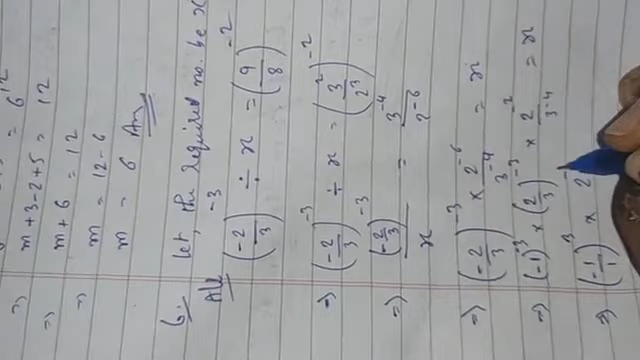 =) m+3-2+5 = 12
=) m+6 = 12
=) m = 12-6
m = 6 Ans
6. Let, the required no. be x
A/q
(-2/3)^-3 ÷ x = (9/8)^-2
=) (-2/3)^-3 ÷ x = (3^2/2^3)^-2
=) (-2/3)^-3 / x = 3^-4 / 2^-6
=) (-2/3)^-3 × 2^-6/3^-4 = x
=) (-1)^-3 × (2/3)^-3 × 2^-6/3^-4 = x
=) (-1/1)^3 × 2